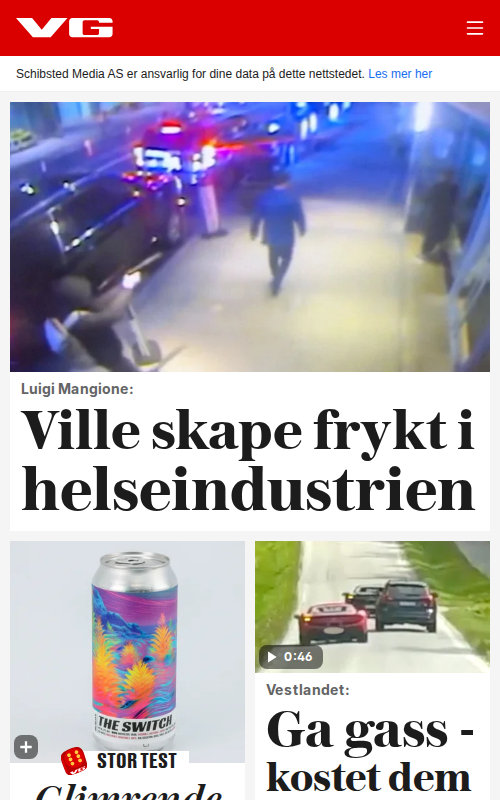 VG
Schibsted Media AS er ansvarlig for dine data på dette nettstedet. Les mer her
Luigi Mangione:
Ville skape frykt i
helseindustrien
THE SWITCH
STOR TEST
Glimrende
0:46
Vestlandet:
Ga gass -
kostet dem